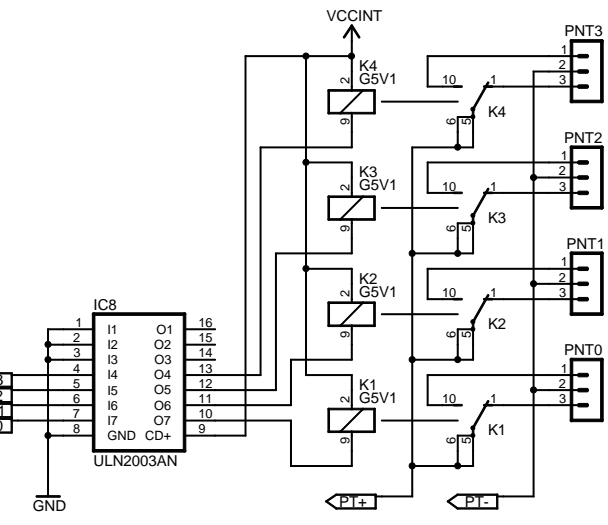 VCCINT
PNT3
1
2
3
K4
G5V1
2
9
10
1
6
5
K4
PNT2
1
2
3
K3
G5V1
2
9
10
1
6
5
K3
PNT1
1
2
3
K2
G5V1
2
9
10
1
6
5
K2
PNT0
1
2
3
K1
G5V1
2
9
10
1
6
5
K1
IC8
1 I1 O1 16
2 I2 O2 15
3 I3 O3 14
4 I4 O4 13
5 I5 O5 12
6 I6 O6 11
7 I7 O7 10
8 GND CD+ 9
ULN2003AN
GND
PT+
PT-